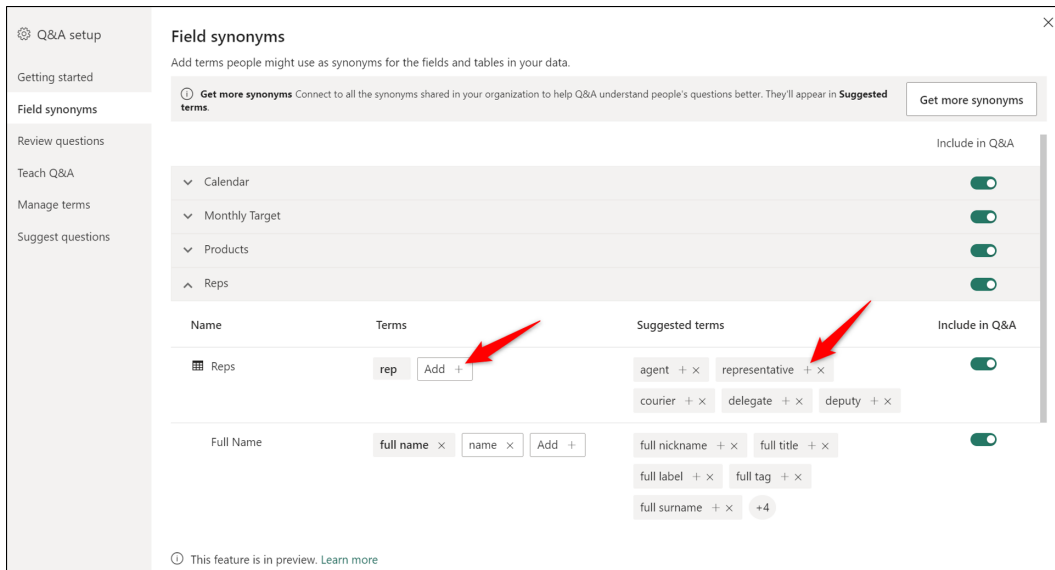 Q&A setup
Getting started
Field synonyms
Review questions
Teach Q&A
Manage terms
Suggest questions
Field synonyms
Add terms people might use as synonyms for the fields and tables in your data.
Get more synonyms Connect to all the synonyms shared in your organization to help Q&A understand people's questions better. They'll appear in Suggested
terms.
Get more synonyms
Include in Q&A
Calendar
Monthly Target
Products
Reps
Name Terms Suggested terms Include in Q&A
Reps rep Add + agent + × representative + ×
courier + × delegate + × deputy + ×
Full Name full name × name × Add + full nickname + × full title + ×
full label + × full tag + ×
full surname + × +4
This feature is in preview. Learn more